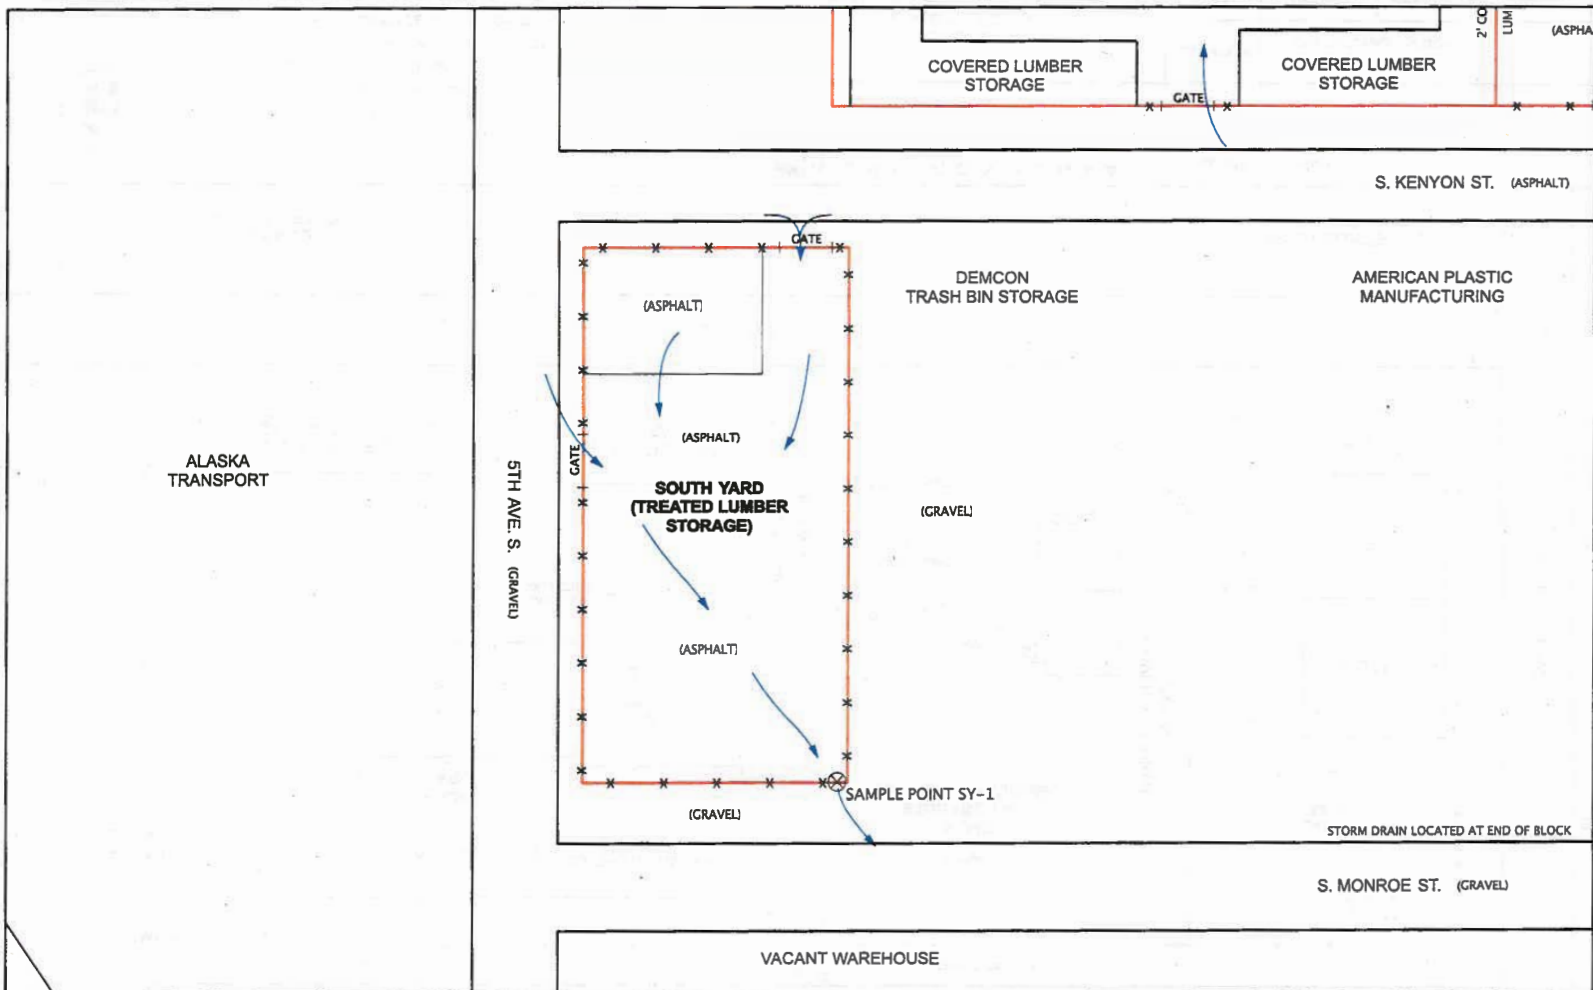 COVERED LUMBER
STORAGE
GATE
COVERED LUMBER
STORAGE
2' CO
LUM
(ASPHA
S. KENYON ST. (ASPHALT)
GATE
(ASPHALT)
DEMCON
TRASH BIN STORAGE
AMERICAN PLASTIC
MANUFACTURING
ALASKA
TRANSPORT
5TH AVE. S. (GRAVEL)
GATE
(ASPHALT)
SOUTH YARD
(TREATED LUMBER
STORAGE)
(GRAVEL)
(ASPHALT)
SAMPLE POINT SY-1
(GRAVEL)
STORM DRAIN LOCATED AT END OF BLOCK
S. MONROE ST. (GRAVEL)
VACANT WAREHOUSE